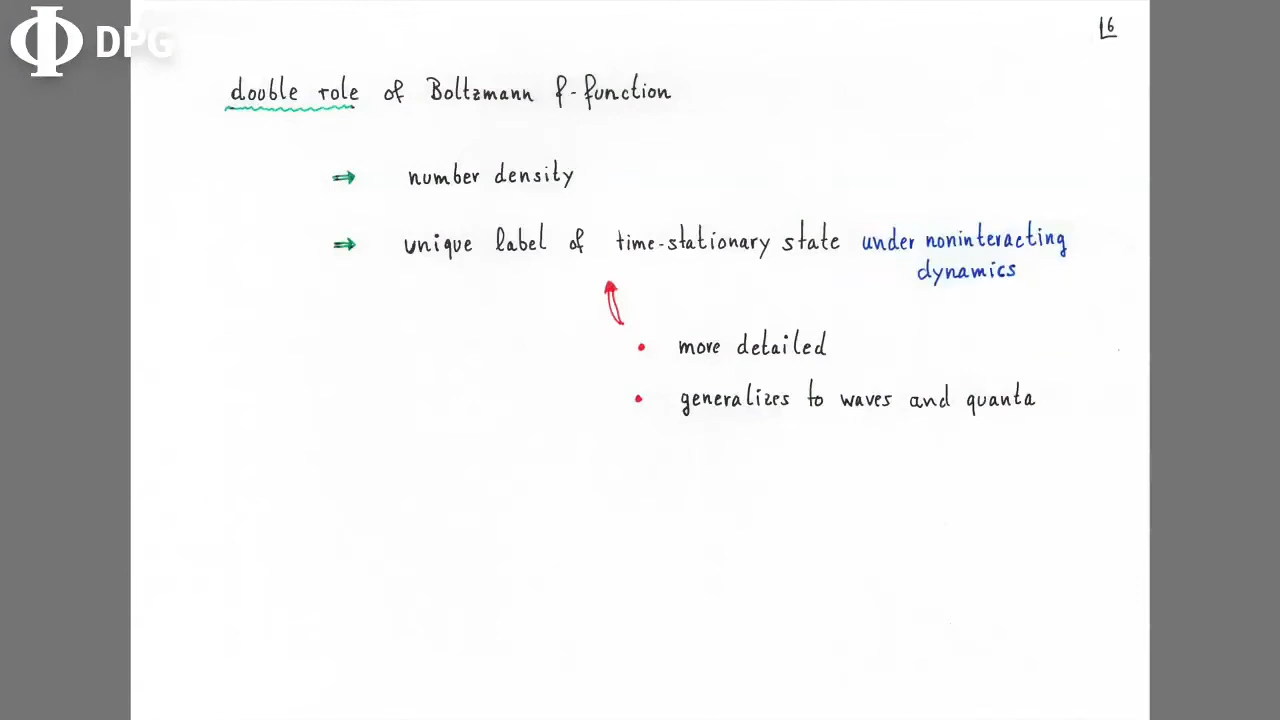 DPG
6
double role of Boltzmann f-function
⇒ number density
⇒ unique label of time-stationary state under noninteracting
dynamics
• more detailed
• generalizes to waves and quanta